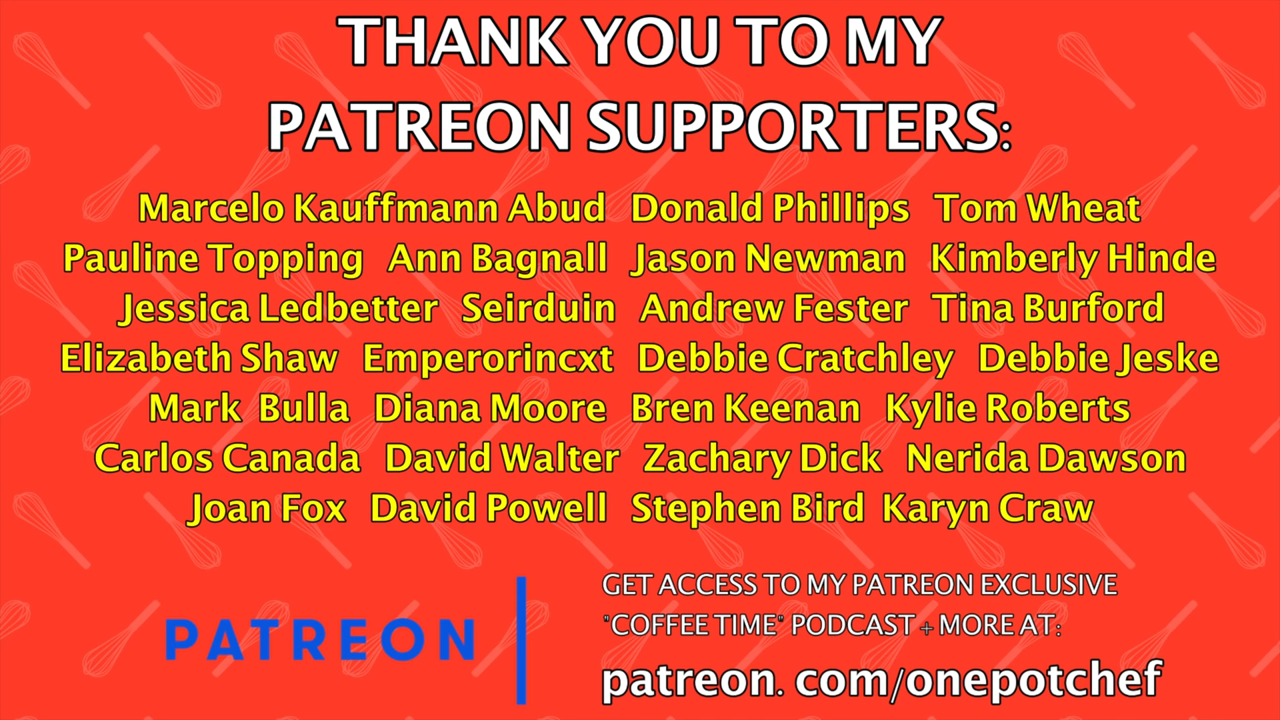 THANK YOU TO MY
PATREON SUPPORTERS:
Marcelo Kauffmann Abud Donald Phillips Tom Wheat
Pauline Topping Ann Bagnall Jason Newman Kimberly Hinde
Jessica Ledbetter Seirduin Andrew Fester Tina Burford
Elizabeth Shaw Emperorincxt Debbie Cratchley Debbie Jeske
Mark Bulla Diana Moore Bren Keenan Kylie Roberts
Carlos Canada David Walter Zachary Dick Nerida Dawson
Joan Fox David Powell Stephen Bird Karyn Craw
PATREON
GET ACCESS TO MY PATREON EXCLUSIVE
"COFFEE TIME" PODCAST + MORE AT:
patreon. com/onepotchef